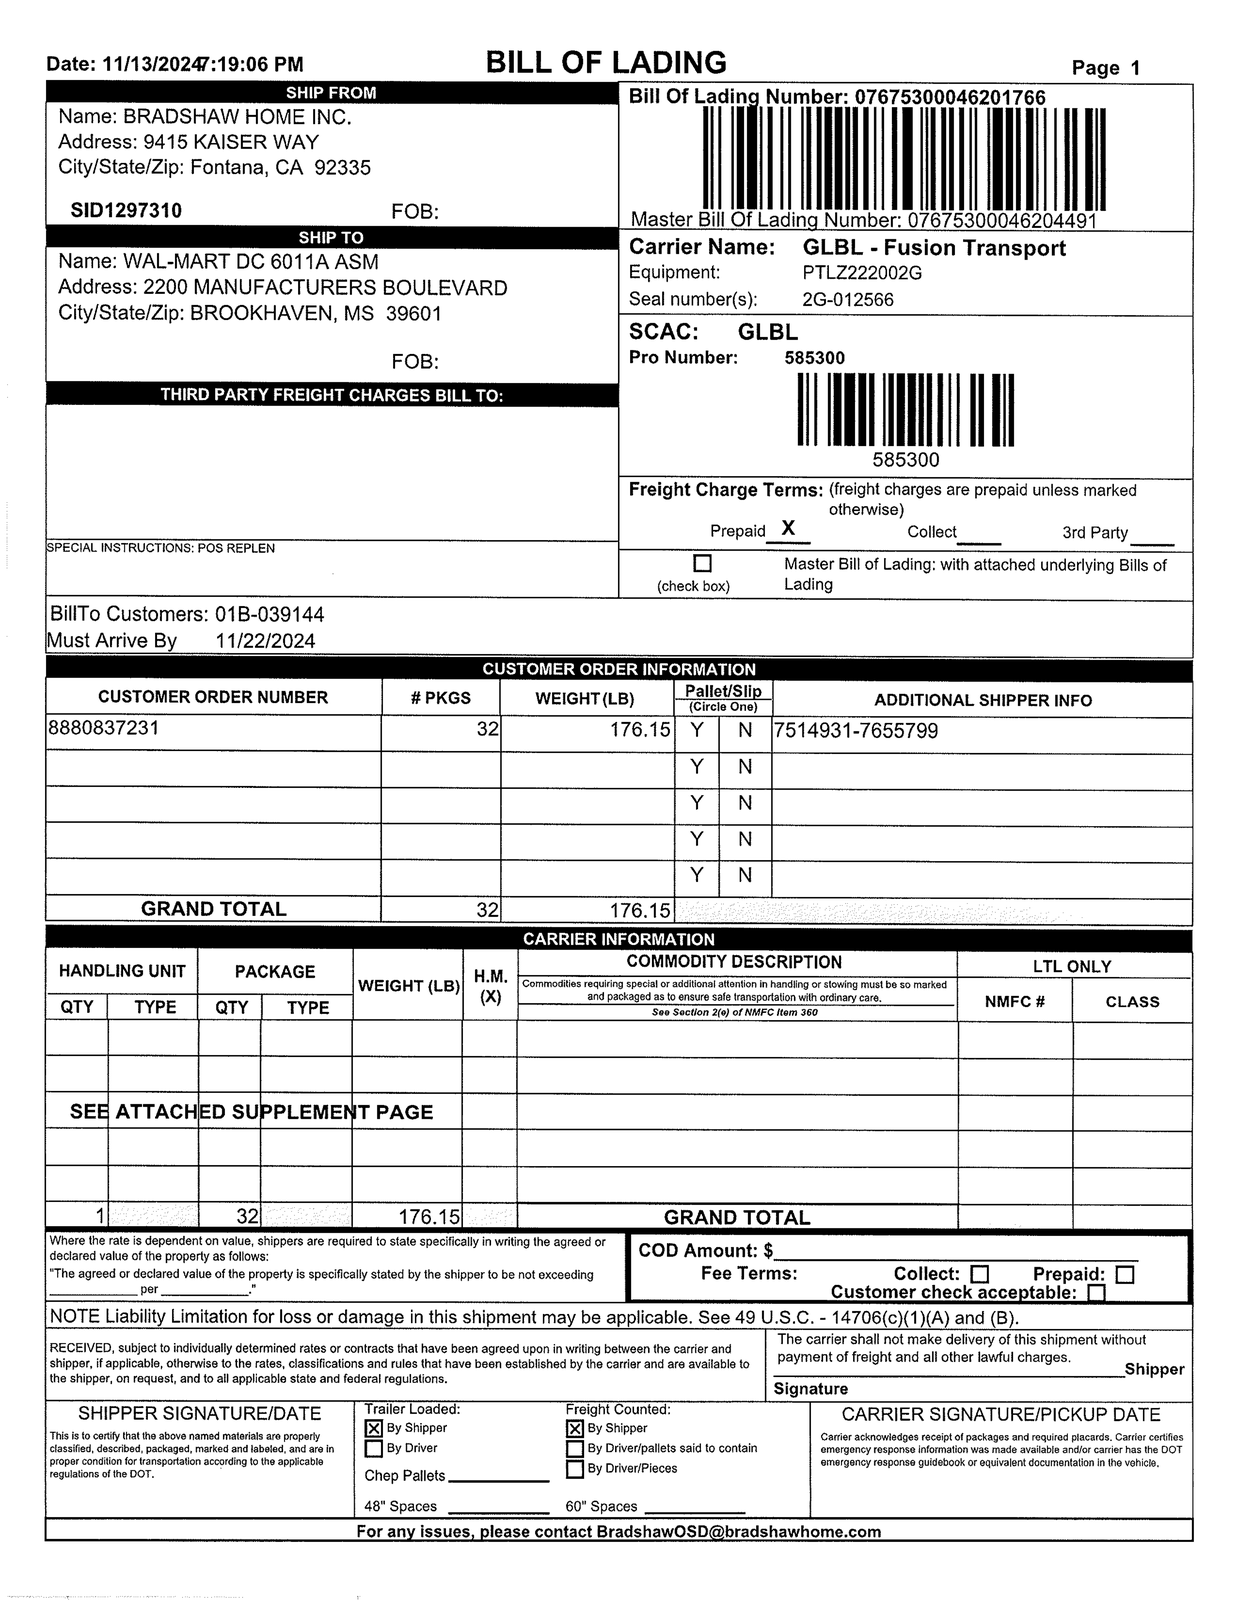 Date: 11/13/2024 7:19:06 PM
BILL OF LADING
Page 1
SHIP FROM
Name: BRADSHAW HOME INC.
Address: 9415 KAISER WAY
City/State/Zip: Fontana, CA 92335
SID1297310 FOB:
Bill Of Lading Number: 07675300046201766
Master Bill Of Lading Number: 07675300046204491
SHIP TO
Name: WAL-MART DC 6011A ASM
Address: 2200 MANUFACTURERS BOULEVARD
City/State/Zip: BROOKHAVEN, MS 39601
FOB:
Carrier Name: GLBL - Fusion Transport
Equipment: PTLZ222002G
Seal number(s): 2G-012566
SCAC: GLBL
Pro Number: 585300
585300
THIRD PARTY FREIGHT CHARGES BILL TO:
Freight Charge Terms: (freight charges are prepaid unless marked
otherwise)
Prepaid X Collect____ 3rd Party____
SPECIAL INSTRUCTIONS: POS REPLEN
(check box)
Master Bill of Lading: with attached underlying Bills of
Lading
BillTo Customers: 01B-039144
Must Arrive By 11/22/2024
CUSTOMER ORDER INFORMATION
CUSTOMER ORDER NUMBER # PKGS WEIGHT (LB) Pallet/Slip (Circle One) ADDITIONAL SHIPPER INFO
8880837231 32 176.15 Y N 7514931-7655799
Y N
Y N
Y N
Y N
GRAND TOTAL 32 176.15
CARRIER INFORMATION
HANDLING UNIT PACKAGE WEIGHT (LB) H.M. (X) COMMODITY DESCRIPTION LTL ONLY
Commodities requiring special or additional attention in handling or stowing must be so marked
and packaged as to ensure safe transportation with ordinary care.
See Section 2(e) of NMFC Item 360
QTY TYPE QTY TYPE NMFC # CLASS
SEE ATTACHED SUPPLEMENT PAGE
1 32 176.15 GRAND TOTAL
Where the rate is dependent on value, shippers are required to state specifically in writing the agreed or
declared value of the property as follows:
"The agreed or declared value of the property is specifically stated by the shipper to be not exceeding
______________ per ______________."
COD Amount: $
Fee Terms: Collect: Prepaid:
Customer check acceptable:
NOTE Liability Limitation for loss or damage in this shipment may be applicable. See 49 U.S.C. - 14706(c)(1)(A) and (B).
RECEIVED, subject to individually determined rates or contracts that have been agreed upon in writing between the carrier and
shipper, if applicable, otherwise to the rates, classifications and rules that have been established by the carrier and are available to
the shipper, on request, and to all applicable state and federal regulations.
The carrier shall not make delivery of this shipment without
payment of freight and all other lawful charges.
Shipper
Signature
SHIPPER SIGNATURE/DATE
This is to certify that the above named materials are properly
classified, described, packaged, marked and labeled, and are in
proper condition for transportation according to the applicable
regulations of the DOT.
Trailer Loaded:
X By Shipper
By Driver
Chep Pallets
48" Spaces
Freight Counted:
X By Shipper
By Driver/pallets said to contain
By Driver/Pieces
60" Spaces
CARRIER SIGNATURE/PICKUP DATE
Carrier acknowledges receipt of packages and required placards. Carrier certifies
emergency response information was made available and/or carrier has the DOT
emergency response guidebook or equivalent documentation in the vehicle.
For any issues, please contact BradshawOSD@bradshawhome.com